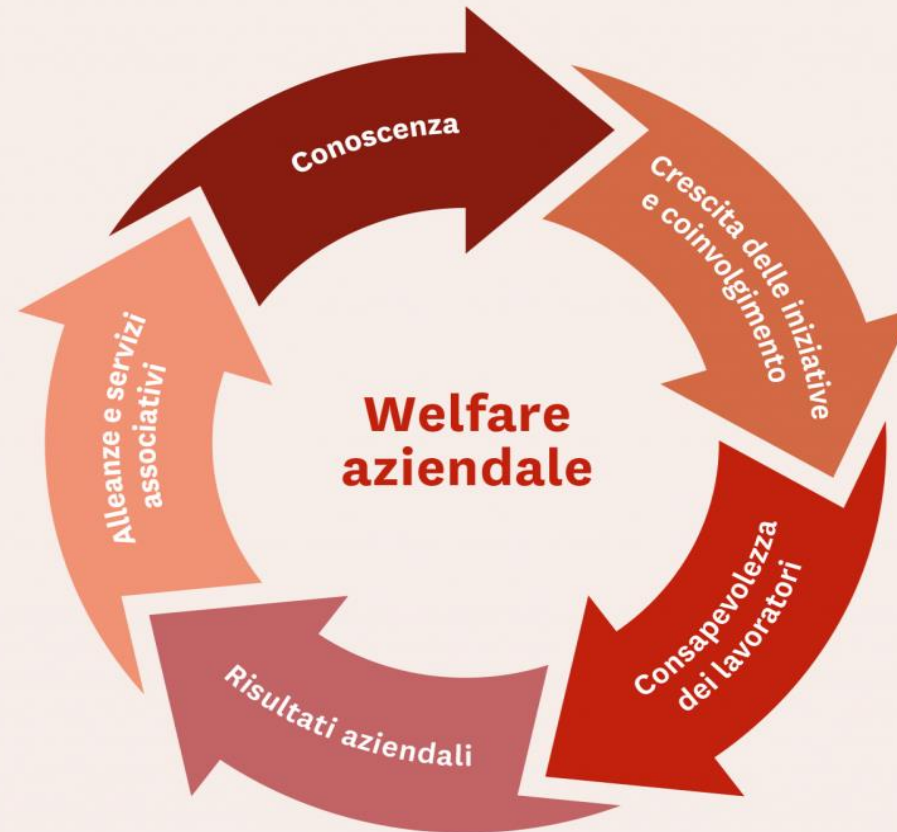 Conoscenza
Crescita delle iniziative
e coinvolgimento
Welfare
aziendale
Consapevolezza
dei lavoratori
Risultati aziendali
Alleanze e servizi
associativi